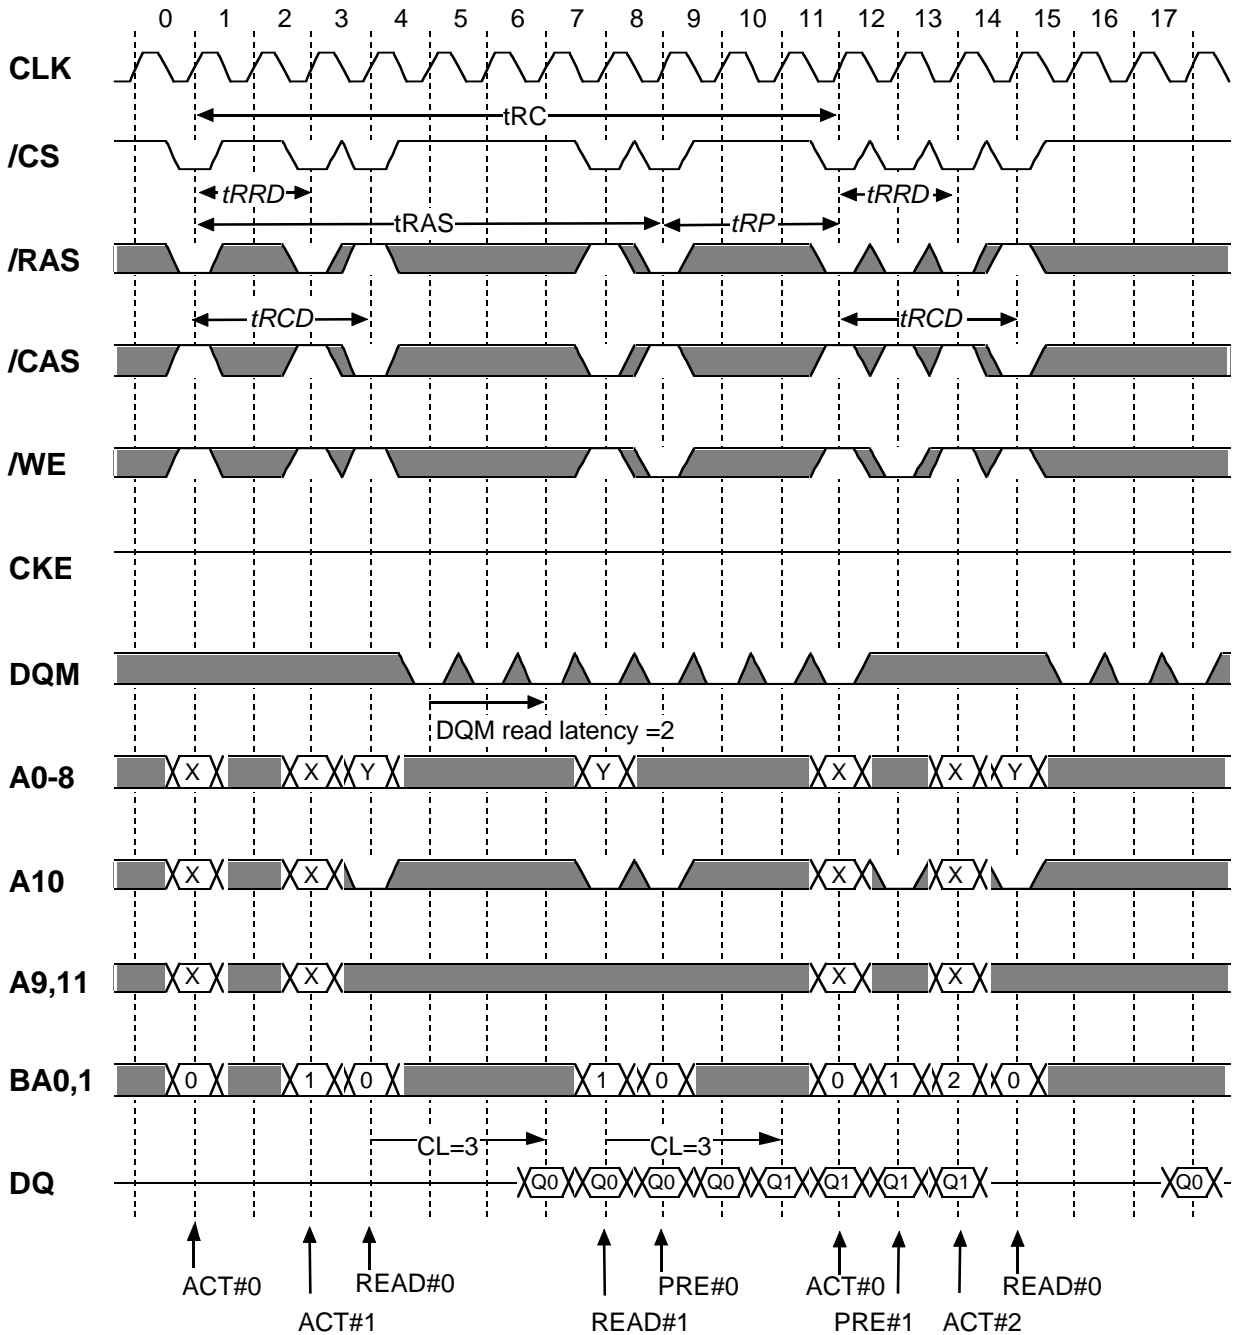 0 1 2 3 4 5 6 7 8 9 10 11 12 13 14 15 16 17
CLK
tRC
/CS
tRRD tRRD
tRAS tRP
/RAS
tRCD tRCD
/CAS
/WE
CKE
DQM
DQM read latency =2
A0-8 X X Y Y X X Y
A10 X X X X
A9,11 X X X X
BA0,1 0 1 0 1 0 0 1 2 0
CL=3 CL=3
DQ Q0 Q0 Q0 Q0 Q1 Q1 Q1 Q1 Q0
ACT#0 READ#0 PRE#0 ACT#0 READ#0
ACT#1 READ#1 PRE#1 ACT#2